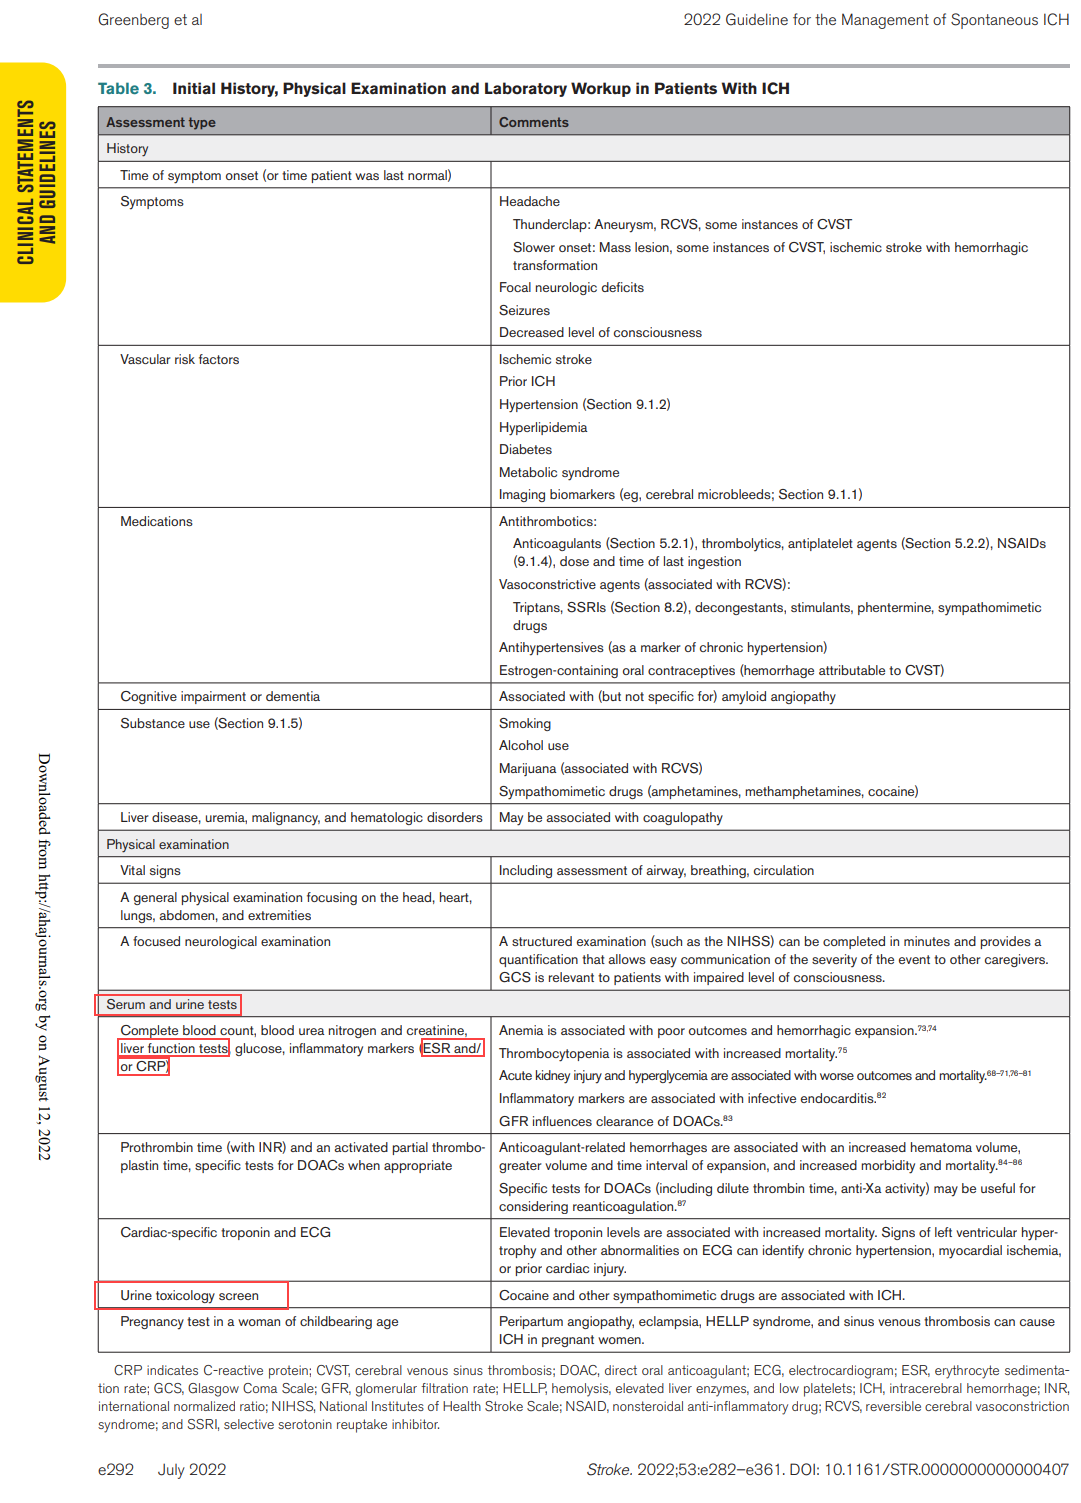 Greenberg et al
2022 Guideline for the Management of Spontaneous ICH
CLINICAL STATEMENTS
AND GUIDELINES
Table 3. Initial History, Physical Examination and Laboratory Workup in Patients With ICH
Assessment type
Comments
History
Time of symptom onset (or time patient was last normal)
Symptoms
Headache
Thunderclap: Aneurysm, RCVS, some instances of CVST
Slower onset: Mass lesion, some instances of CVST, ischemic stroke with hemorrhagic
transformation
Focal neurologic deficits
Seizures
Decreased level of consciousness
Vascular risk factors
Ischemic stroke
Prior ICH
Hypertension (Section 9.1.2)
Hyperlipidemia
Diabetes
Metabolic syndrome
Imaging biomarkers (eg, cerebral microbleeds; Section 9.1.1)
Medications
Antithrombotics:
Anticoagulants (Section 5.2.1), thrombolytics, antiplatelet agents (Section 5.2.2), NSAIDs
(9.1.4), dose and time of last ingestion
Vasoconstrictive agents (associated with RCVS):
Triptans, SSRIs (Section 8.2), decongestants, stimulants, phentermine, sympathomimetic
drugs
Antihypertensives (as a marker of chronic hypertension)
Estrogen-containing oral contraceptives (hemorrhage attributable to CVST)
Cognitive impairment or dementia
Associated with (but not specific for) amyloid angiopathy
Substance use (Section 9.1.5)
Smoking
Alcohol use
Marijuana (associated with RCVS)
Sympathomimetic drugs (amphetamines, methamphetamines, cocaine)
Liver disease, uremia, malignancy, and hematologic disorders
May be associated with coagulopathy
Physical examination
Vital signs
Including assessment of airway, breathing, circulation
A general physical examination focusing on the head, heart,
lungs, abdomen, and extremities
A focused neurological examination
A structured examination (such as the NIHSS) can be completed in minutes and provides a
quantification that allows easy communication of the severity of the event to other caregivers.
GCS is relevant to patients with impaired level of consciousness.
Serum and urine tests
Complete blood count, blood urea nitrogen and creatinine,
liver function tests, glucose, inflammatory markers (ESR and/
or CRP)
Anemia is associated with poor outcomes and hemorrhagic expansion.73,74
Thrombocytopenia is associated with increased mortality.75
Acute kidney injury and hyperglycemia are associated with worse outcomes and mortality.68–71,76–81
Inflammatory markers are associated with infective endocarditis.82
GFR influences clearance of DOACs.83
Prothrombin time (with INR) and an activated partial thrombo-
plastin time, specific tests for DOACs when appropriate
Anticoagulant-related hemorrhages are associated with an increased hematoma volume,
greater volume and time interval of expansion, and increased morbidity and mortality.84–86
Specific tests for DOACs (including dilute thrombin time, anti-Xa activity) may be useful for
considering reanticoagulation.87
Cardiac-specific troponin and ECG
Elevated troponin levels are associated with increased mortality. Signs of left ventricular hyper-
trophy and other abnormalities on ECG can identify chronic hypertension, myocardial ischemia,
or prior cardiac injury.
Urine toxicology screen
Cocaine and other sympathomimetic drugs are associated with ICH.
Pregnancy test in a woman of childbearing age
Peripartum angiopathy, eclampsia, HELLP syndrome, and sinus venous thrombosis can cause
ICH in pregnant women.
CRP indicates C-reactive protein; CVST, cerebral venous sinus thrombosis; DOAC, direct oral anticoagulant; ECG, electrocardiogram; ESR, erythrocyte sedimenta-
tion rate; GCS, Glasgow Coma Scale; GFR, glomerular filtration rate; HELLP, hemolysis, elevated liver enzymes, and low platelets; ICH, intracerebral hemorrhage; INR,
international normalized ratio; NIHSS, National Institutes of Health Stroke Scale; NSAID, nonsteroidal anti-inflammatory drug; RCVS, reversible cerebral vasoconstriction
syndrome; and SSRI, selective serotonin reuptake inhibitor.
Downloaded from http://ahajournals.org by on August 12, 2022
e292 July 2022
Stroke. 2022;53:e282–e361. DOI: 10.1161/STR.0000000000000407